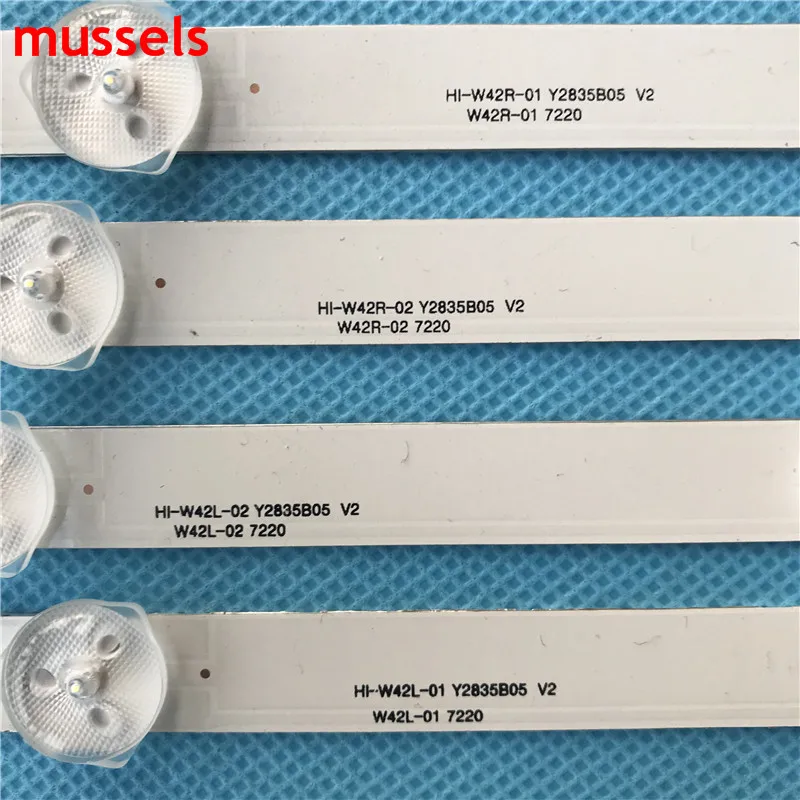 mussels
HI-W42R-01 Y2835B05 V2
W42R-01 7220
HI-W42R-02 Y2835B05 V2
W42R-02 7220
HI-W42L-02 Y2835B05 V2
W42L-02 7220
HI-W42L-01 Y2835B05 V2
W42L-01 7220